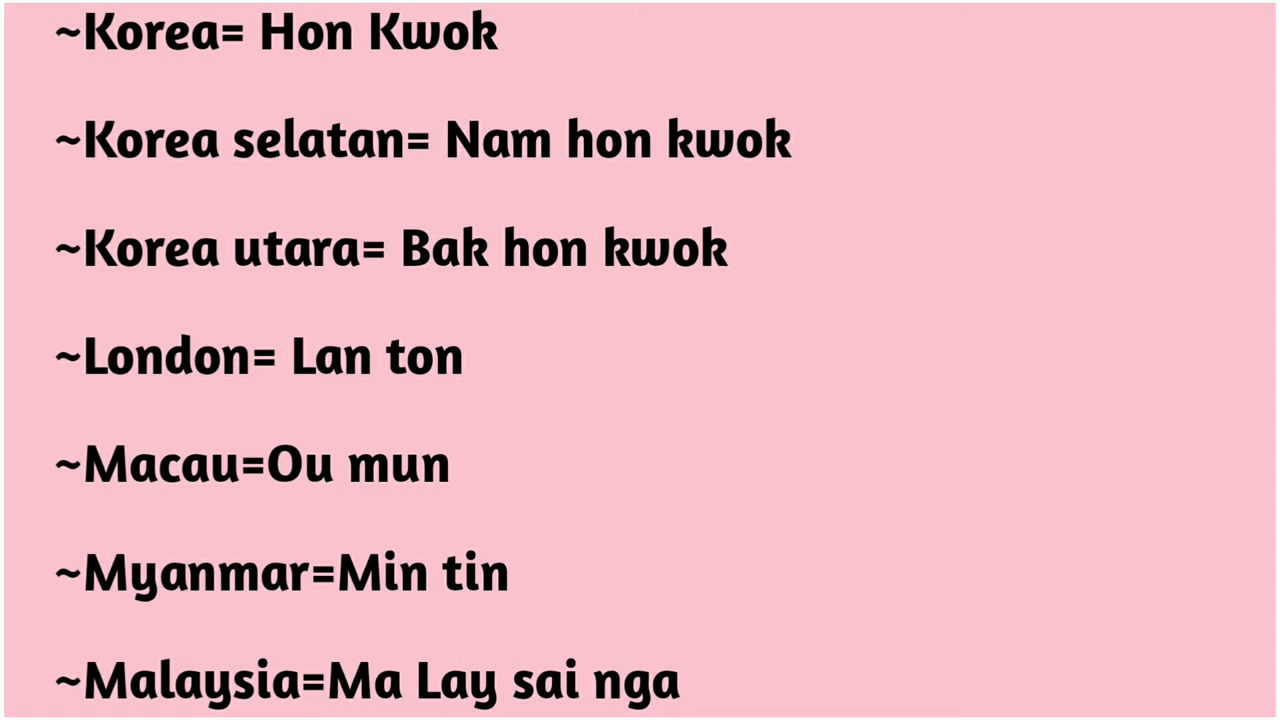 ~Korea= Hon Kwok
~Korea selatan= Nam hon kwok
~Korea utara= Bak hon kwok
~London= Lan ton
~Macau=Ou mun
~Myanmar=Min tin
~Malaysia=Ma Lay sai nga